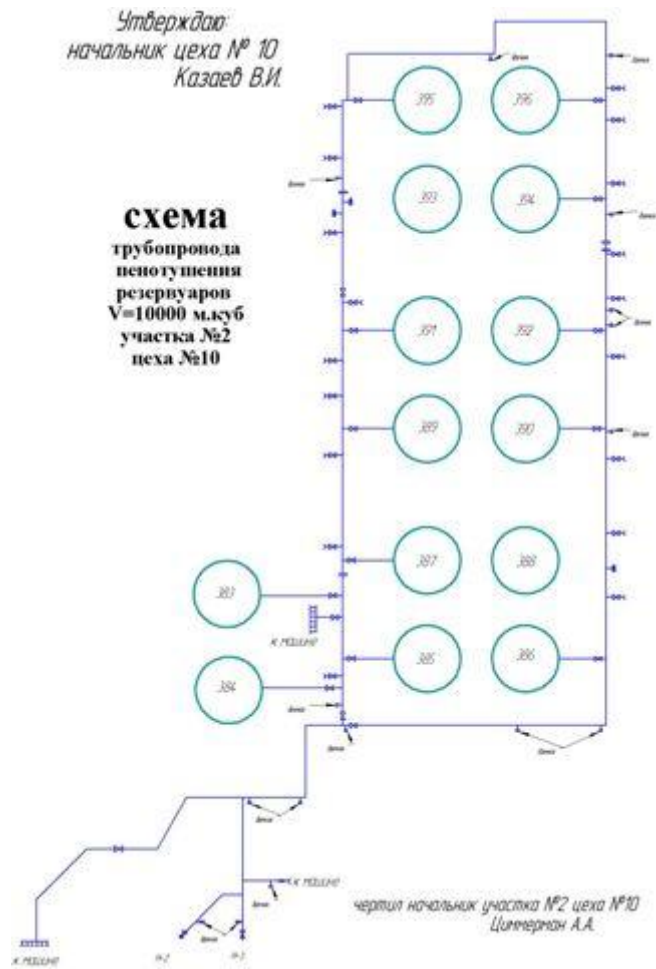 Утверждаю:
начальник цеха № 10
Казаев В.И.
схема
трубопровода
пенотушения
резервуаров
V=10000 м.куб
участка №2
цеха №10
395
396
393
394
391
392
389
390
387
388
383
к машине
385
386
384
к машине
чертил начальник участка №2 цеха №10
Циммерман А.А.
к машине